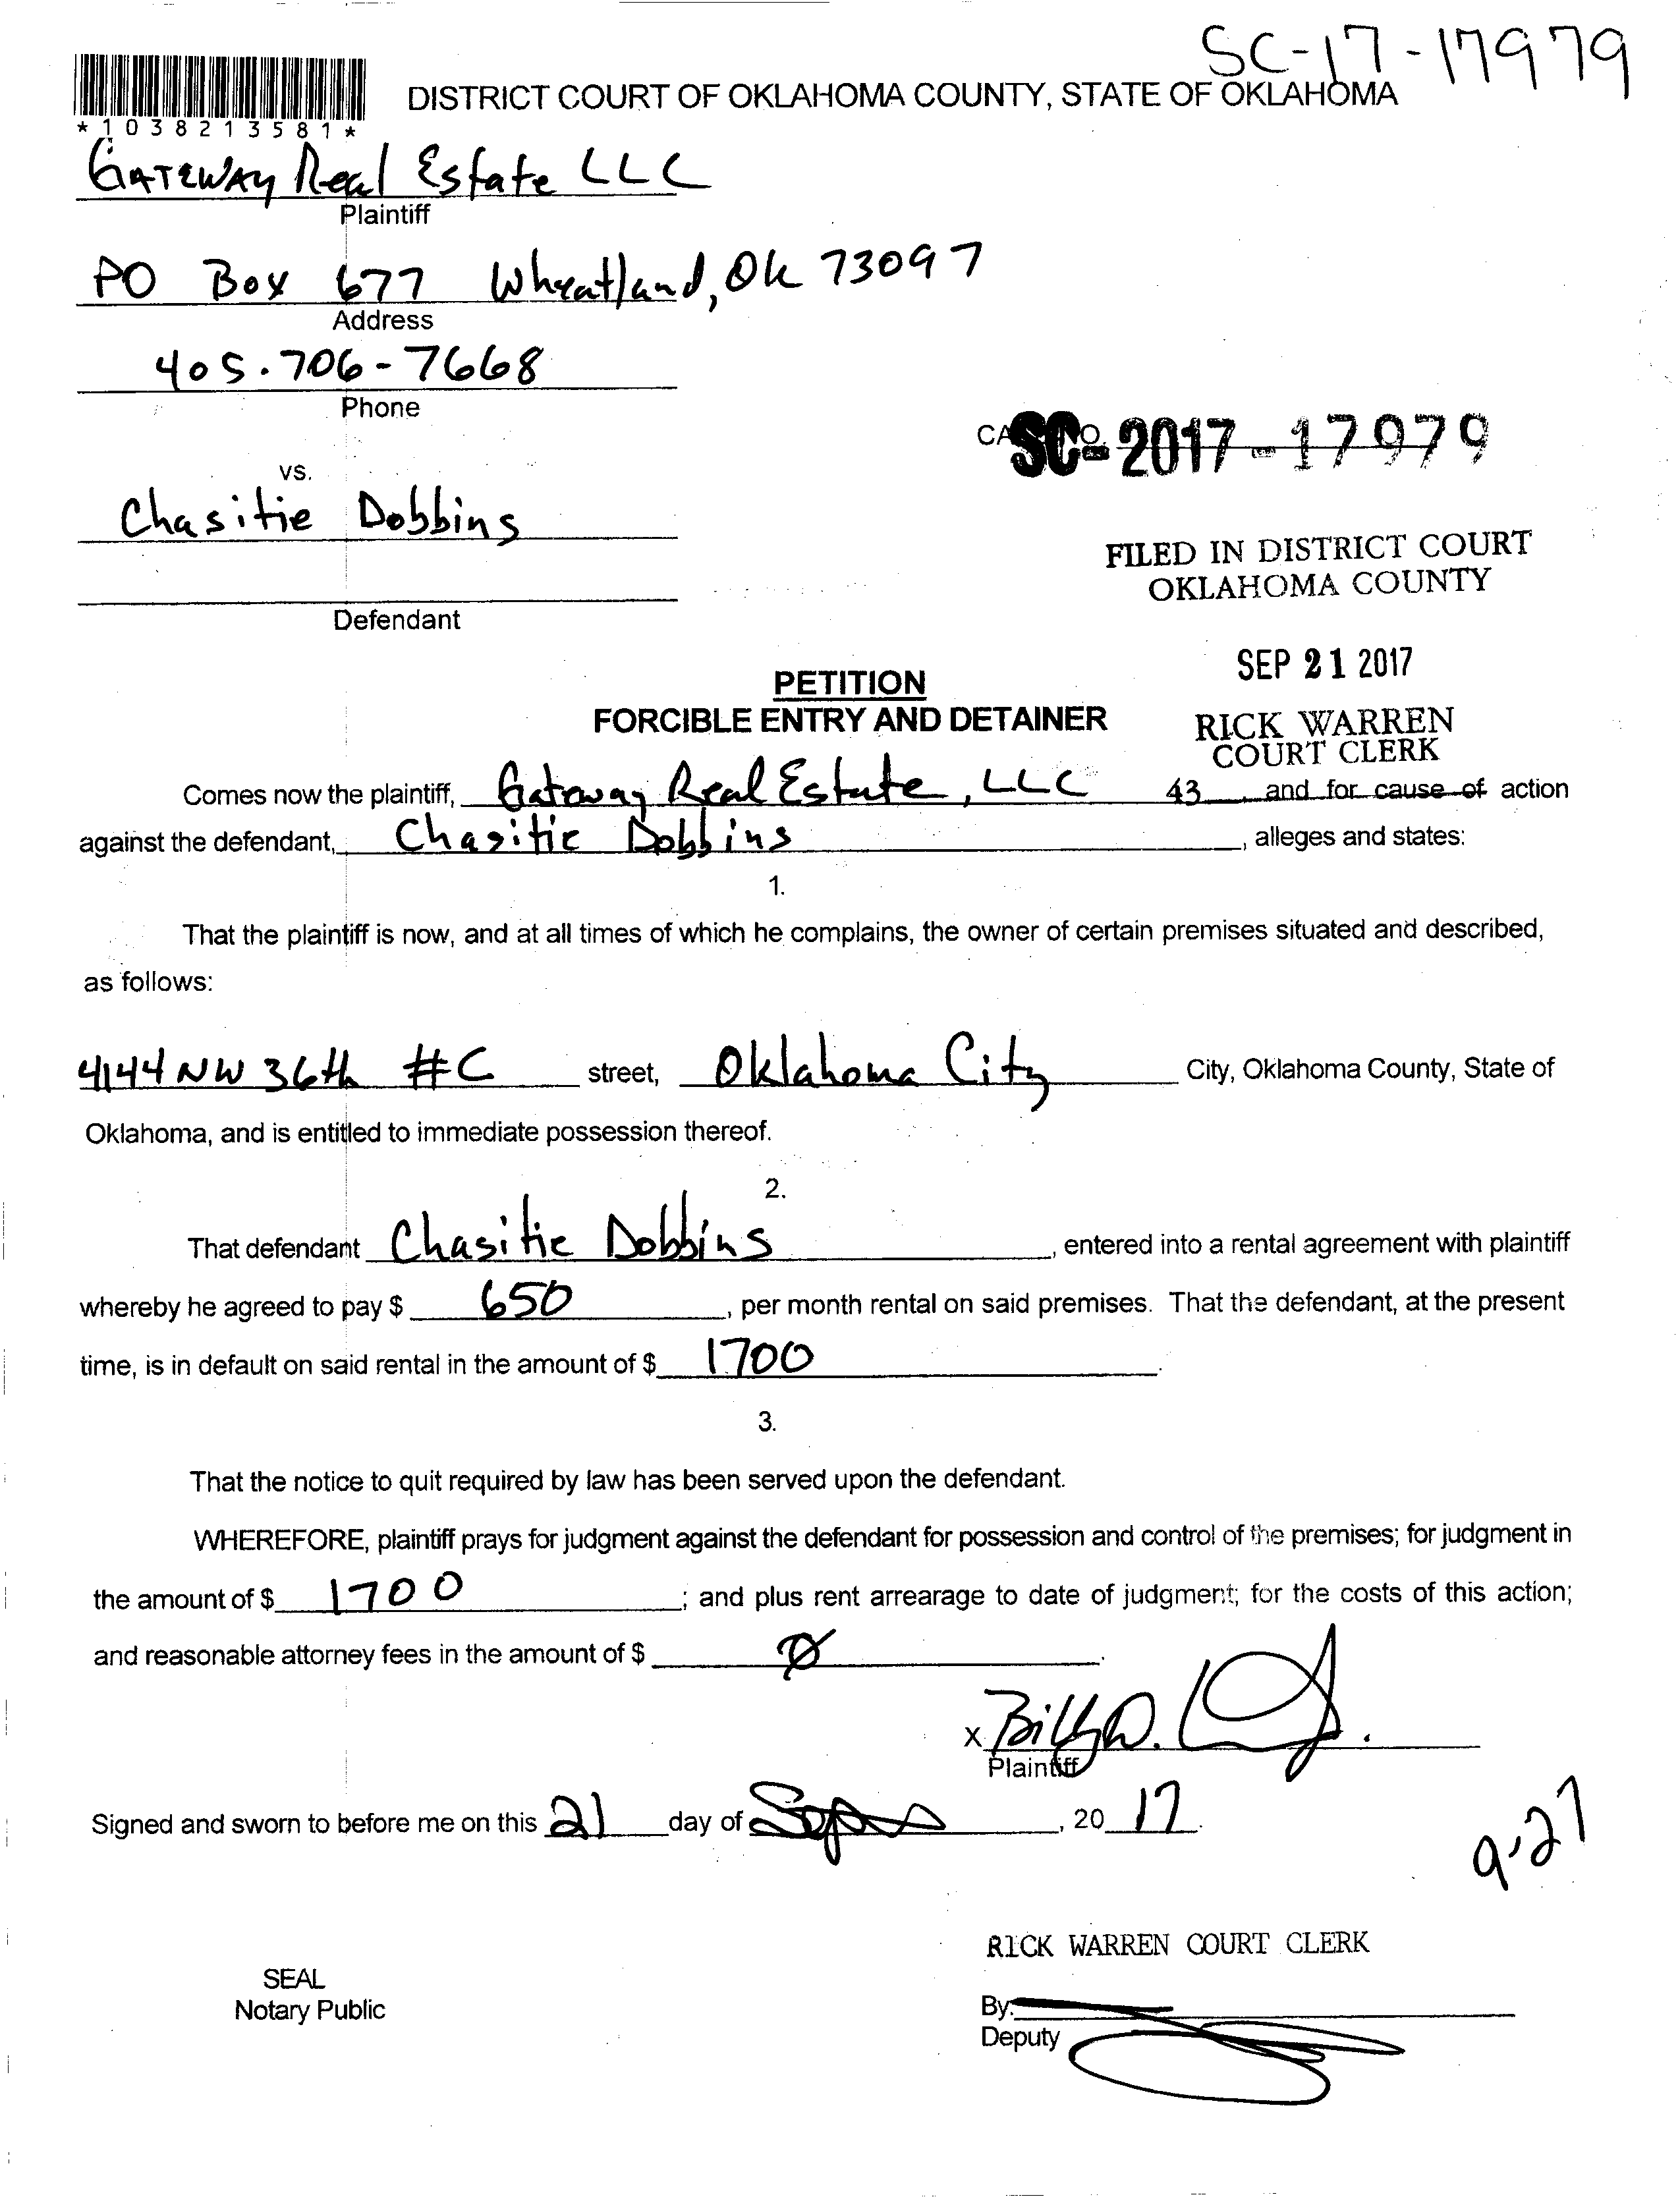 SC-17-17979
DISTRICT COURT OF OKLAHOMA COUNTY, STATE OF OKLAHOMA
*1038213581*
GATEWAY Real Estate LLC
Plaintiff
PO Box 677 Wheatland, Ok 73097
Address
405.706-7668
Phone
SC-2017-17979
vs.
Chasitie Dobbins
FILED IN DISTRICT COURT
OKLAHOMA COUNTY
Defendant
SEP 21 2017
PETITION
FORCIBLE ENTRY AND DETAINER
RICK WARREN
COURT CLERK
Comes now the plaintiff, Gateway Real Estate, LLC 43, and for cause of action
against the defendant, Chasitie Dobbins, alleges and states:
1.
That the plaintiff is now, and at all times of which he complains, the owner of certain premises situated and described,
as follows:
4144 NW 36th #C street, Oklahoma City City, Oklahoma County, State of
Oklahoma, and is entitled to immediate possession thereof.
2.
That defendant Chasitie Dobbins, entered into a rental agreement with plaintiff
whereby he agreed to pay $ 650, per month rental on said premises. That the defendant, at the present
time, is in default on said rental in the amount of $ 1700.
3.
That the notice to quit required by law has been served upon the defendant.
WHEREFORE, plaintiff prays for judgment against the defendant for possession and control of the premises; for judgment in
the amount of $ 1700; and plus rent arrearage to date of judgment; for the costs of this action;
and reasonable attorney fees in the amount of $ Ø.
X Billy D.
Plaintiff
Signed and sworn to before me on this 21 day of, 20 17.
9-27
RICK WARREN COURT CLERK
SEAL
Notary Public
By:
Deputy